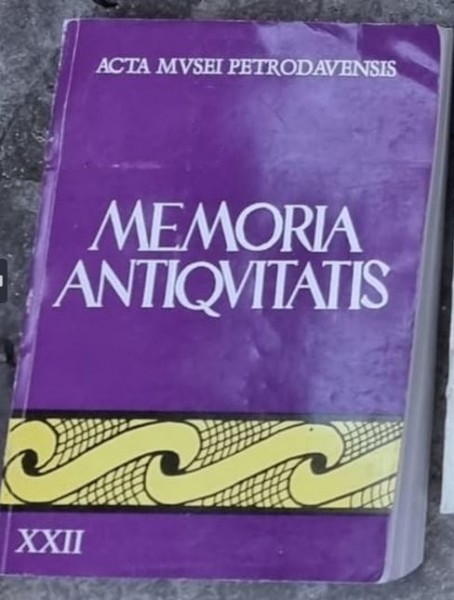 ACTA MVSEI PETRODAVENSIS
MEMORIA
ANTIQVITATIS
XXII